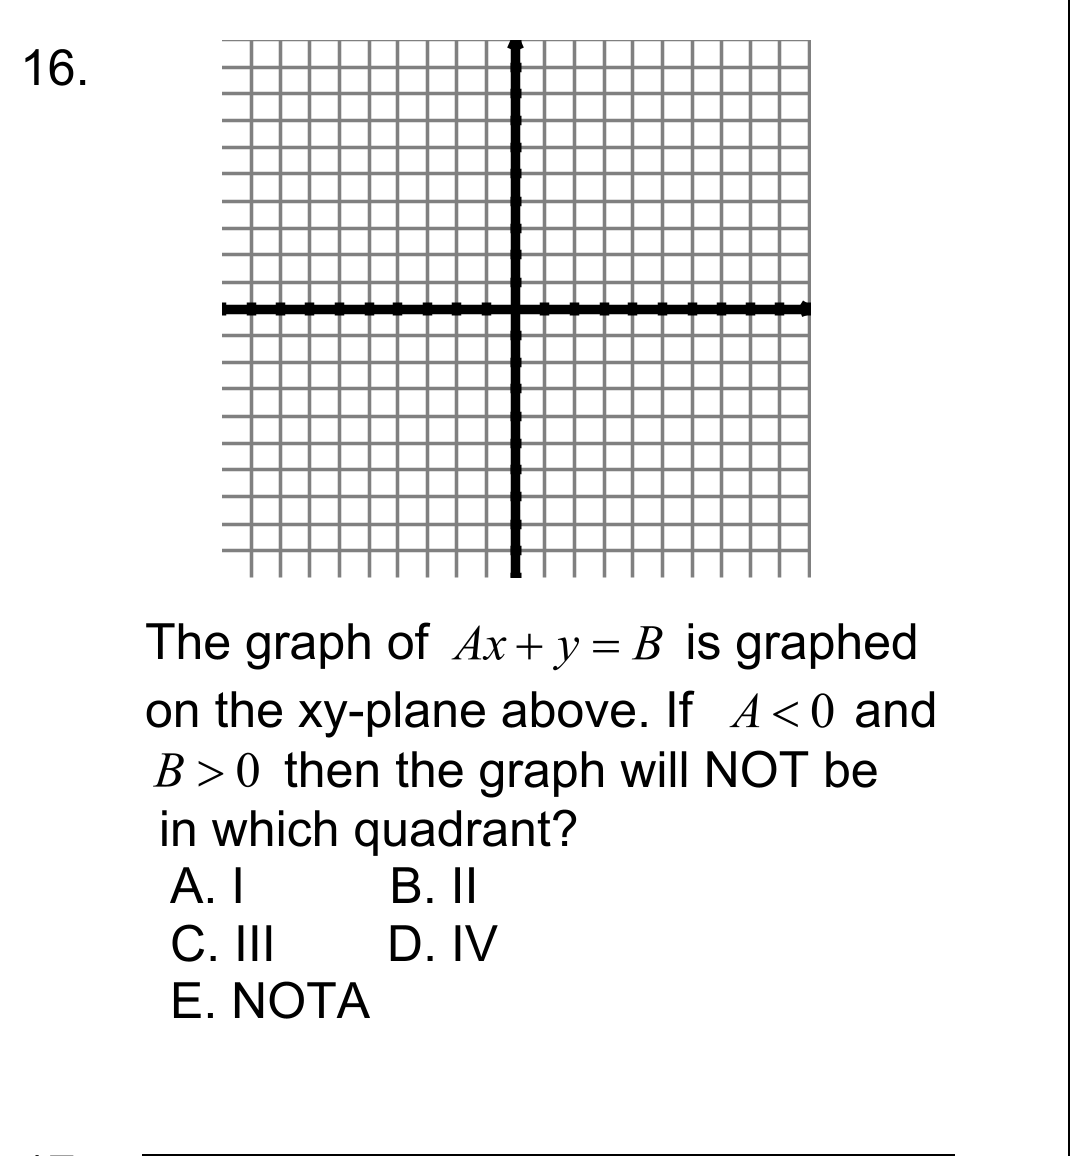 16.
The graph of Ax + y = B is graphed
on the xy-plane above. If A < 0 and
B > 0 then the graph will NOT be
in which quadrant?
A. I B. II
C. III D. IV
E. NOTA